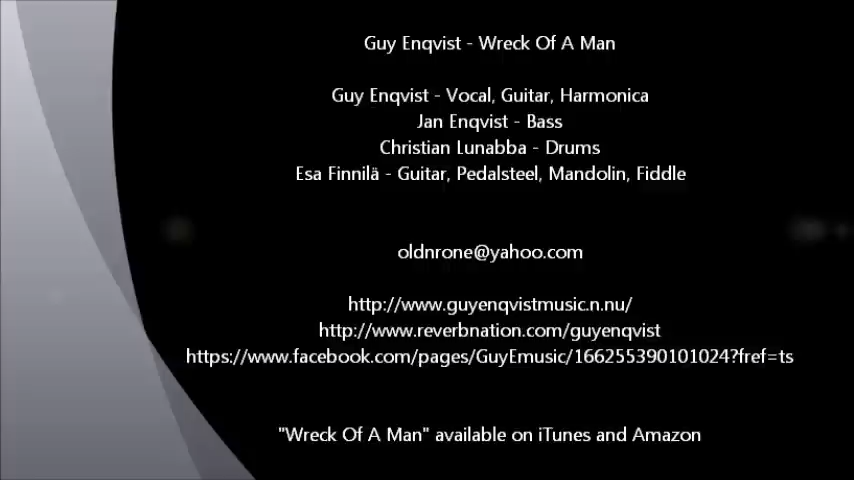 Guy Enqvist - Wreck Of A Man
Guy Enqvist - Vocal, Guitar, Harmonica
Jan Enqvist - Bass
Christian Lunabba - Drums
Esa Finnilä - Guitar, Pedalsteel, Mandolin, Fiddle
oldnrone@yahoo.com
http://www.guyenqvistmusic.n.nu/
http://www.reverbnation.com/guyenqvist
https://www.facebook.com/pages/GuyEmusic/166255390101024?fref=ts
"Wreck Of A Man" available on iTunes and Amazon